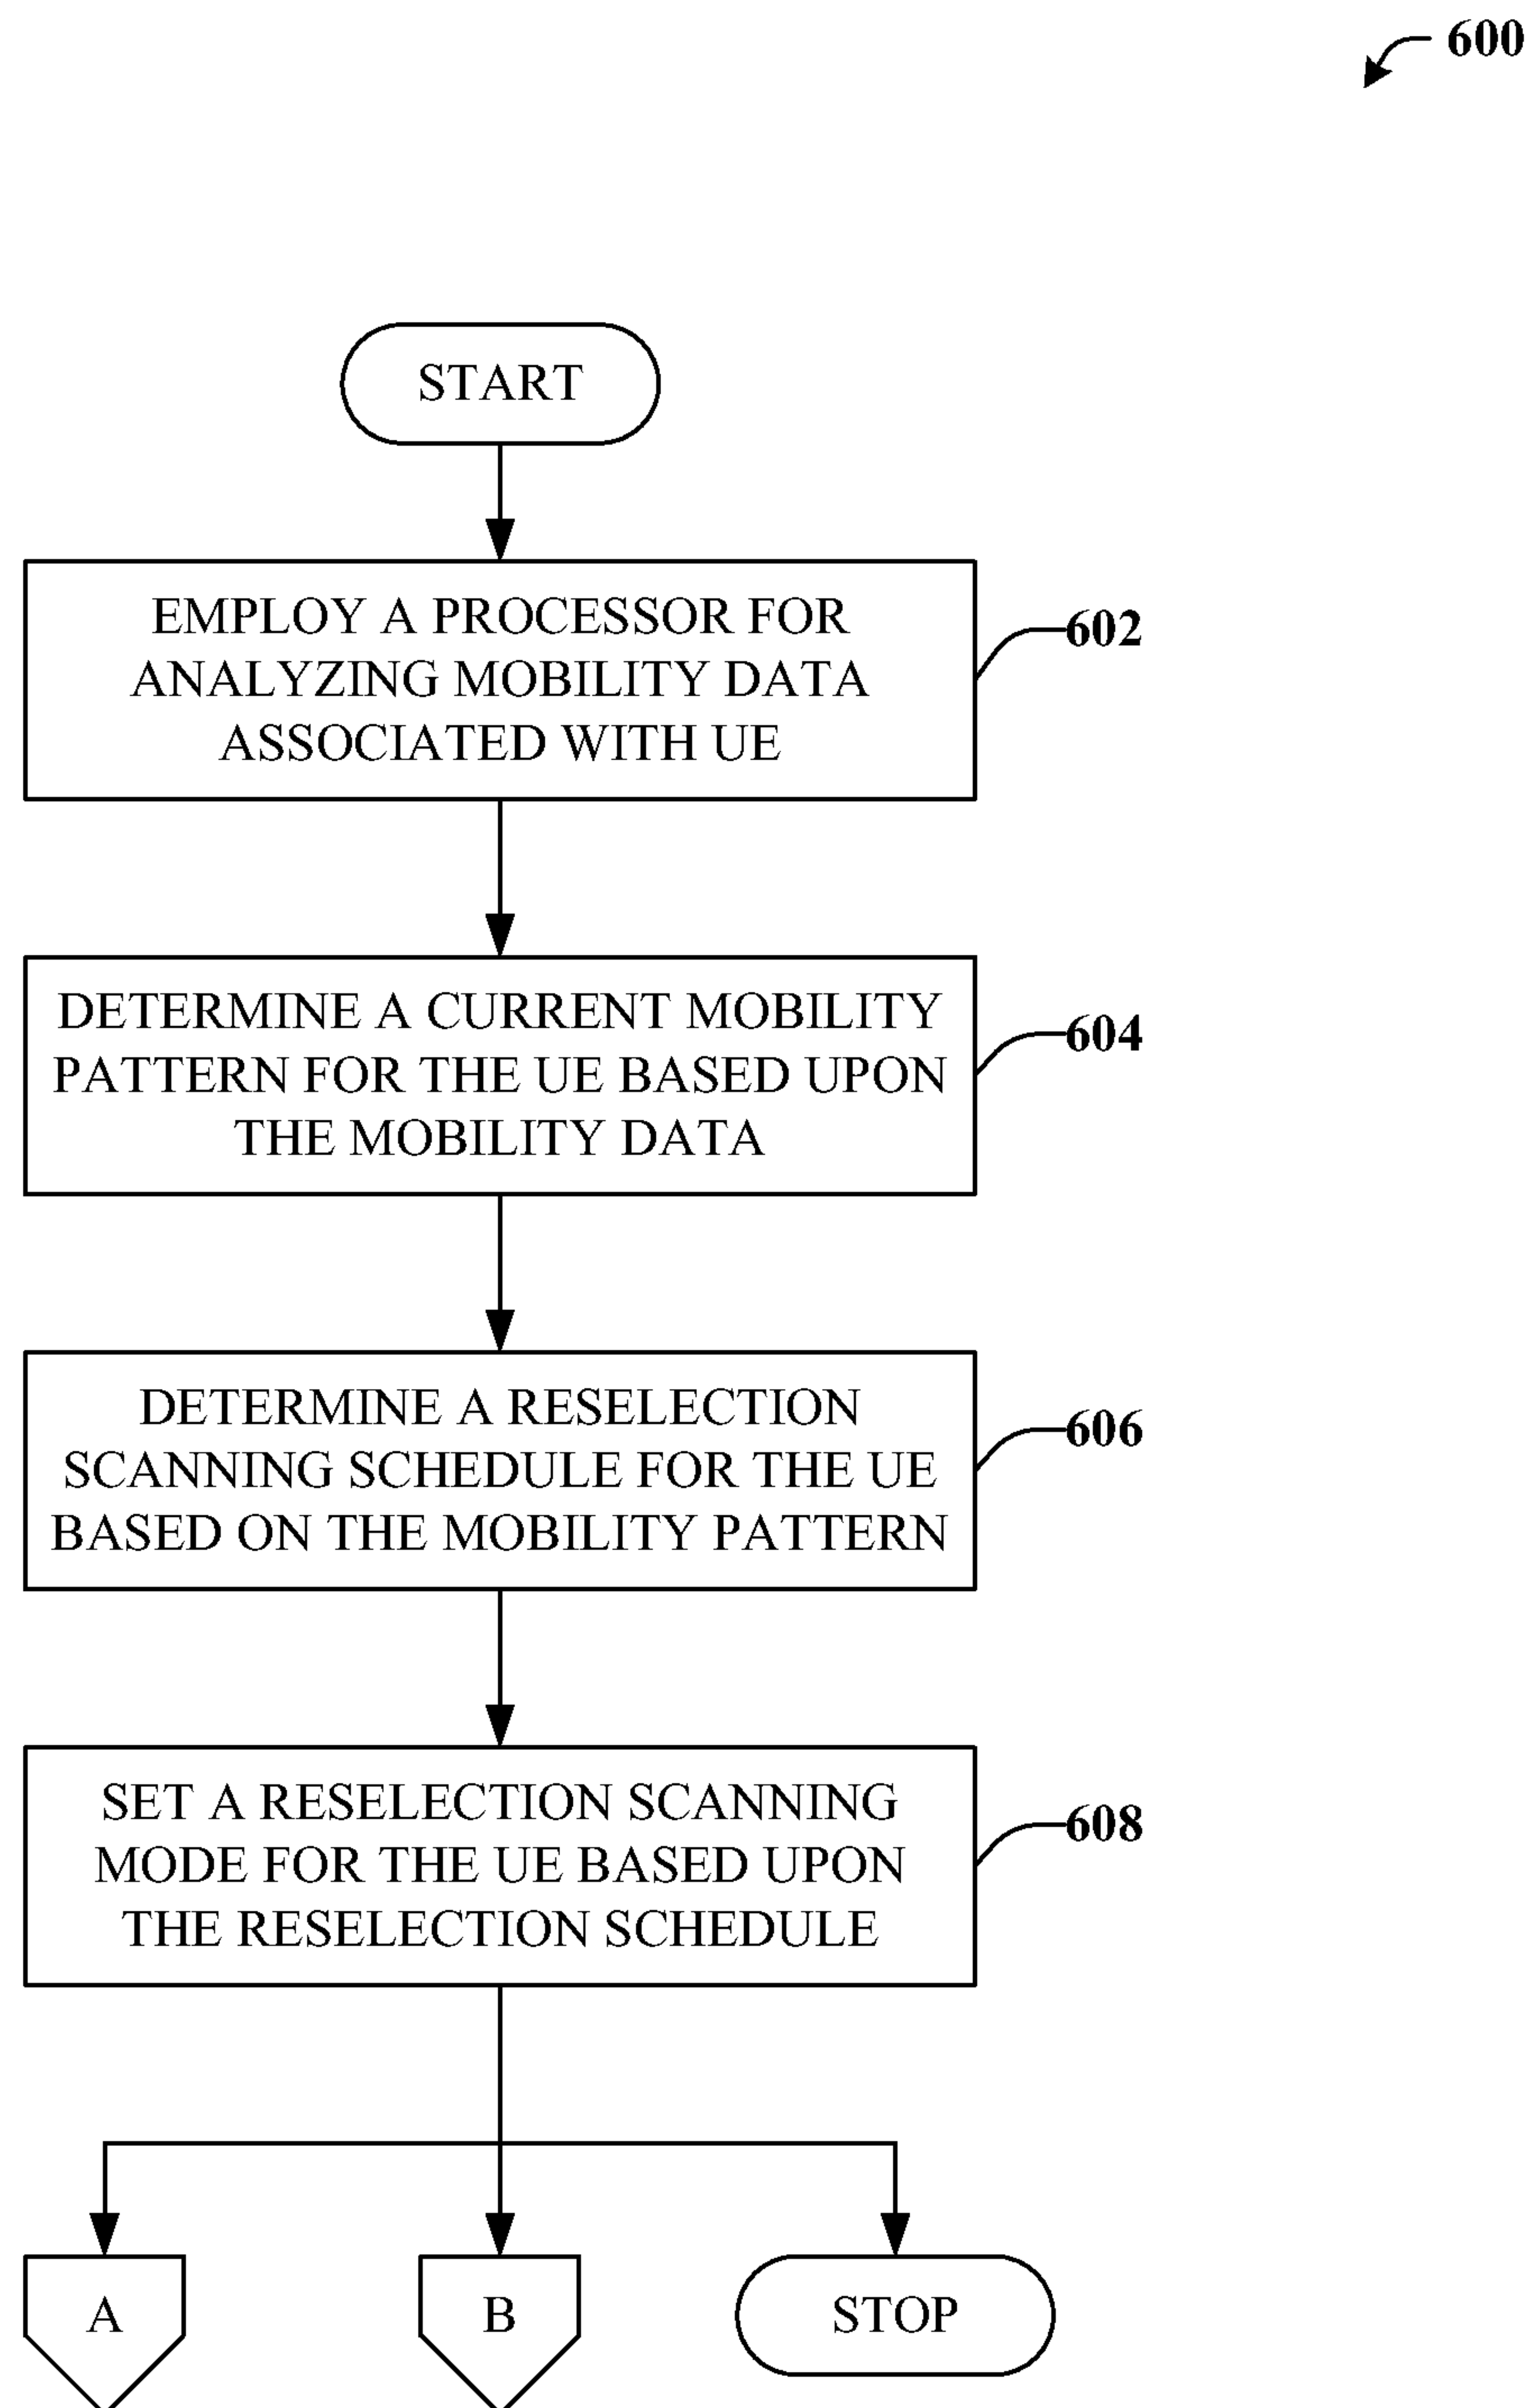 600
START
EMPLOY A PROCESSOR FOR
ANALYZING MOBILITY DATA
ASSOCIATED WITH UE
602
DETERMINE A CURRENT MOBILITY
PATTERN FOR THE UE BASED UPON
THE MOBILITY DATA
604
DETERMINE A RESELECTION
SCANNING SCHEDULE FOR THE UE
BASED ON THE MOBILITY PATTERN
606
SET A RESELECTION SCANNING
MODE FOR THE UE BASED UPON
THE RESELECTION SCHEDULE
608
A
B
STOP